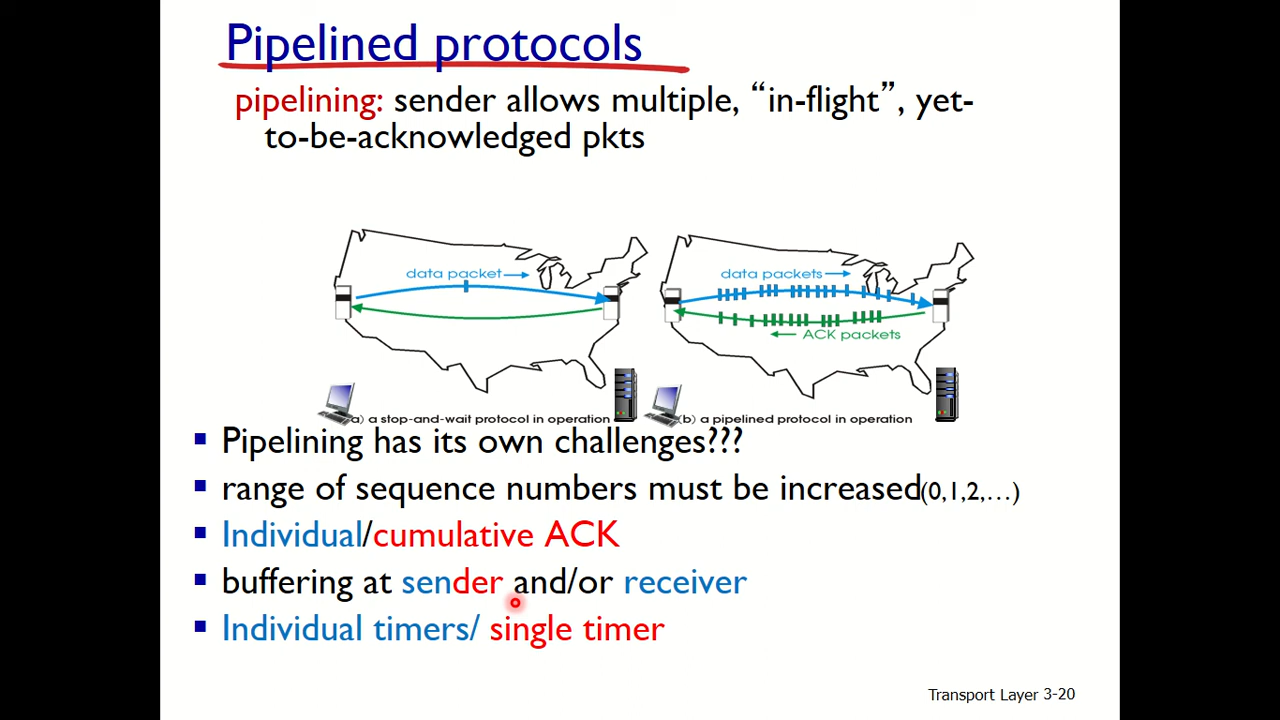 Pipelined protocols
pipelining: sender allows multiple, “in-flight”, yet-
to-be-acknowledged pkts
data packet
data packets
ACK packets
a) a stop-and-wait protocol in operation
(b) a pipelined protocol in operation
Pipelining has its own challenges???
range of sequence numbers must be increased(0,1,2,…)
Individual/cumulative ACK
buffering at sender and/or receiver
Individual timers/ single timer
Transport Layer 3-20